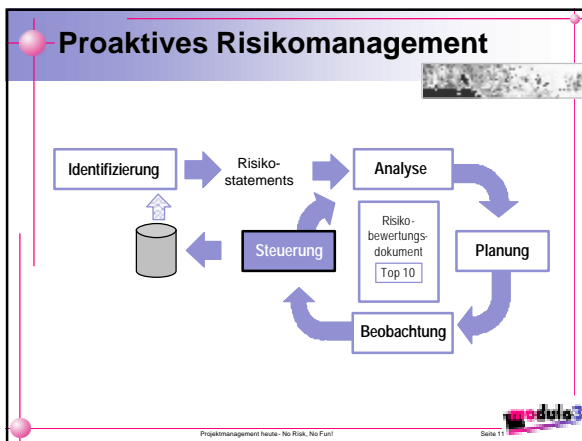 Proaktives Risikomanagement
Identifizierung
Risiko-
statements
Analyse
Steuerung
Risiko-
bewertungs-
dokument
Top 10
Planung
Beobachtung
Projektmanagement heute - No Risk, No Fun!
Seite 11
modulo3